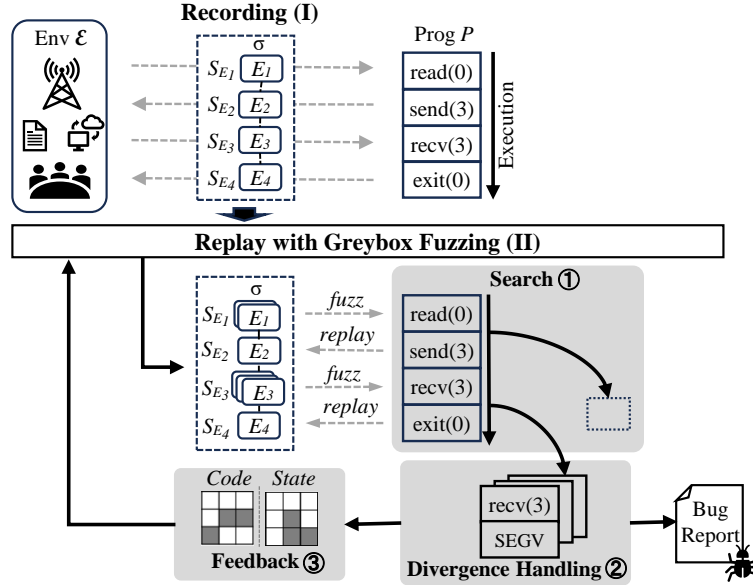 Recording (I)
Env ℰ
σ
Prog P
S_E1 E1
read(0)
S_E2 E2
send(3)
S_E3 E3
recv(3)
S_E4 E4
exit(0)
Execution
Replay with Greybox Fuzzing (II)
σ
Search ①
S_E1 E1
fuzz
read(0)
S_E2 E2
replay
send(3)
S_E3 E3
fuzz
recv(3)
S_E4 E4
replay
exit(0)
Code State
Feedback ③
recv(3)
SEGV
Divergence Handling ②
Bug
Report